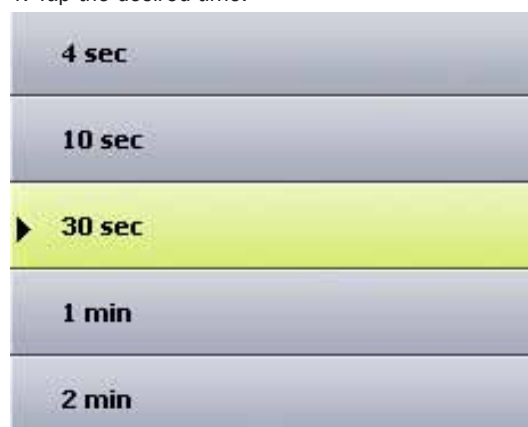 Tap the desired time.
4 sec
10 sec
30 sec
1 min
2 min